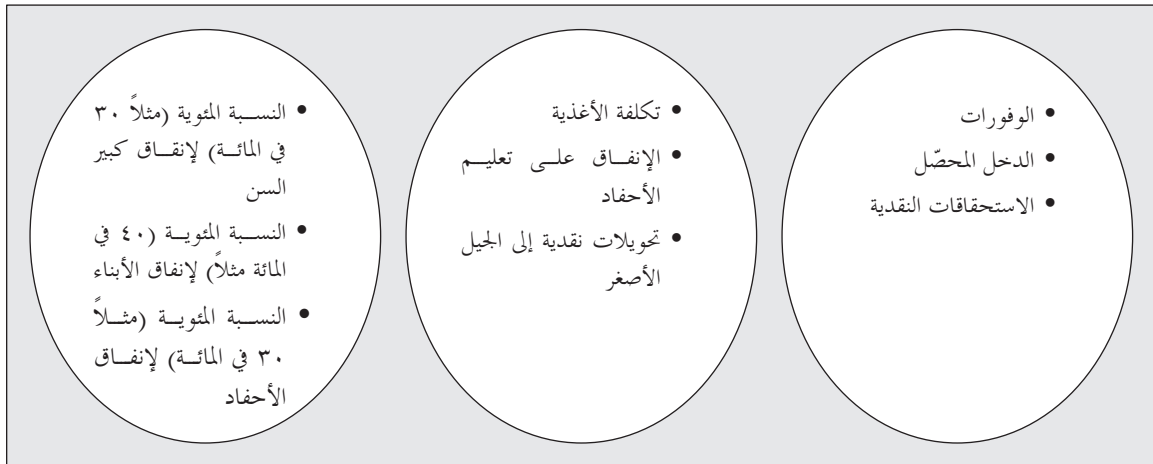 • الوفورات
• الدخل المحصّل
• الاستحقاقات النقدية
• تكلفة الأغذية
• الإنفاق على تعليم
الأحفاد
• تحويلات نقدية إلى الجيل
الأصغر
• النسبة المئوية (مثلاً ٣٠
في المائة) لإنقاق كبير
السن
• النسبة المئوية (٤٠ في
المائة مثلاً) لإنفاق الأبناء
• النسبة المئوية (مثلاً
٣٠ في المائة) لإنفاق
الأحفاد